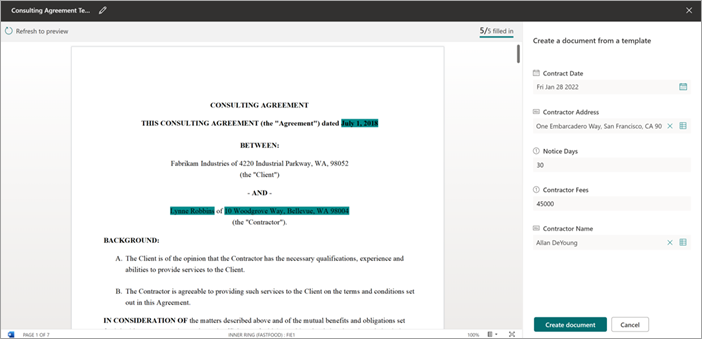 Consulting Agreement Te...
Refresh to preview
5/5 filled in
CONSULTING AGREEMENT
THIS CONSULTING AGREEMENT (the "Agreement") dated July 1, 2018
BETWEEN:
Fabrikam Industries of 4220 Industrial Parkway, WA, 98052
(the "Client")
- AND -
Lynne Robbins of 10 Woodgrove Way, Bellevue, WA 98004
(the "Contractor").
BACKGROUND:
A. The Client is of the opinion that the Contractor has the necessary qualifications, experience and
abilities to provide services to the Client.
B. The Contractor is agreeable to providing such services to the Client on the terms and conditions set
out in this Agreement.
IN CONSIDERATION OF the matters described above and of the mutual benefits and obligations set
PAGE 1 OF 7
INNER RING (FASTFOOD) : FIE1
100%
Create a document from a template
Contract Date
Fri Jan 28 2022
Contractor Address
One Embarcadero Way, San Francisco, CA 90
Notice Days
30
Contractor Fees
45000
Contractor Name
Allan DeYoung
Create document
Cancel